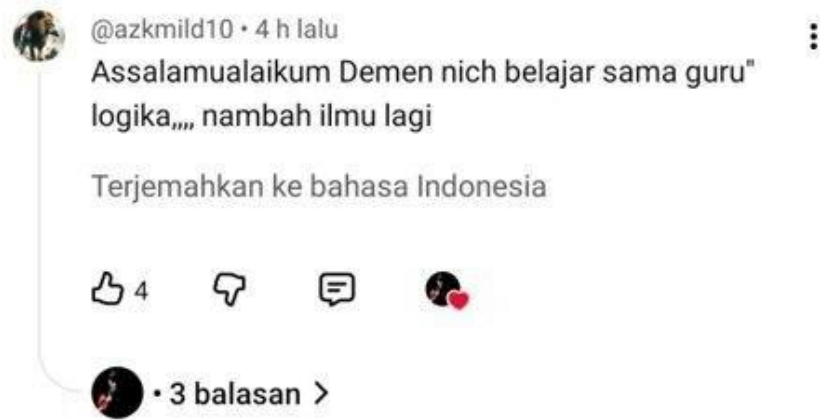 @azkmild10 • 4 h lalu
Assalamualaikum Demen nich belajar sama guru"
logika,,,, nambah ilmu lagi
Terjemahkan ke bahasa Indonesia
4
• 3 balasan >